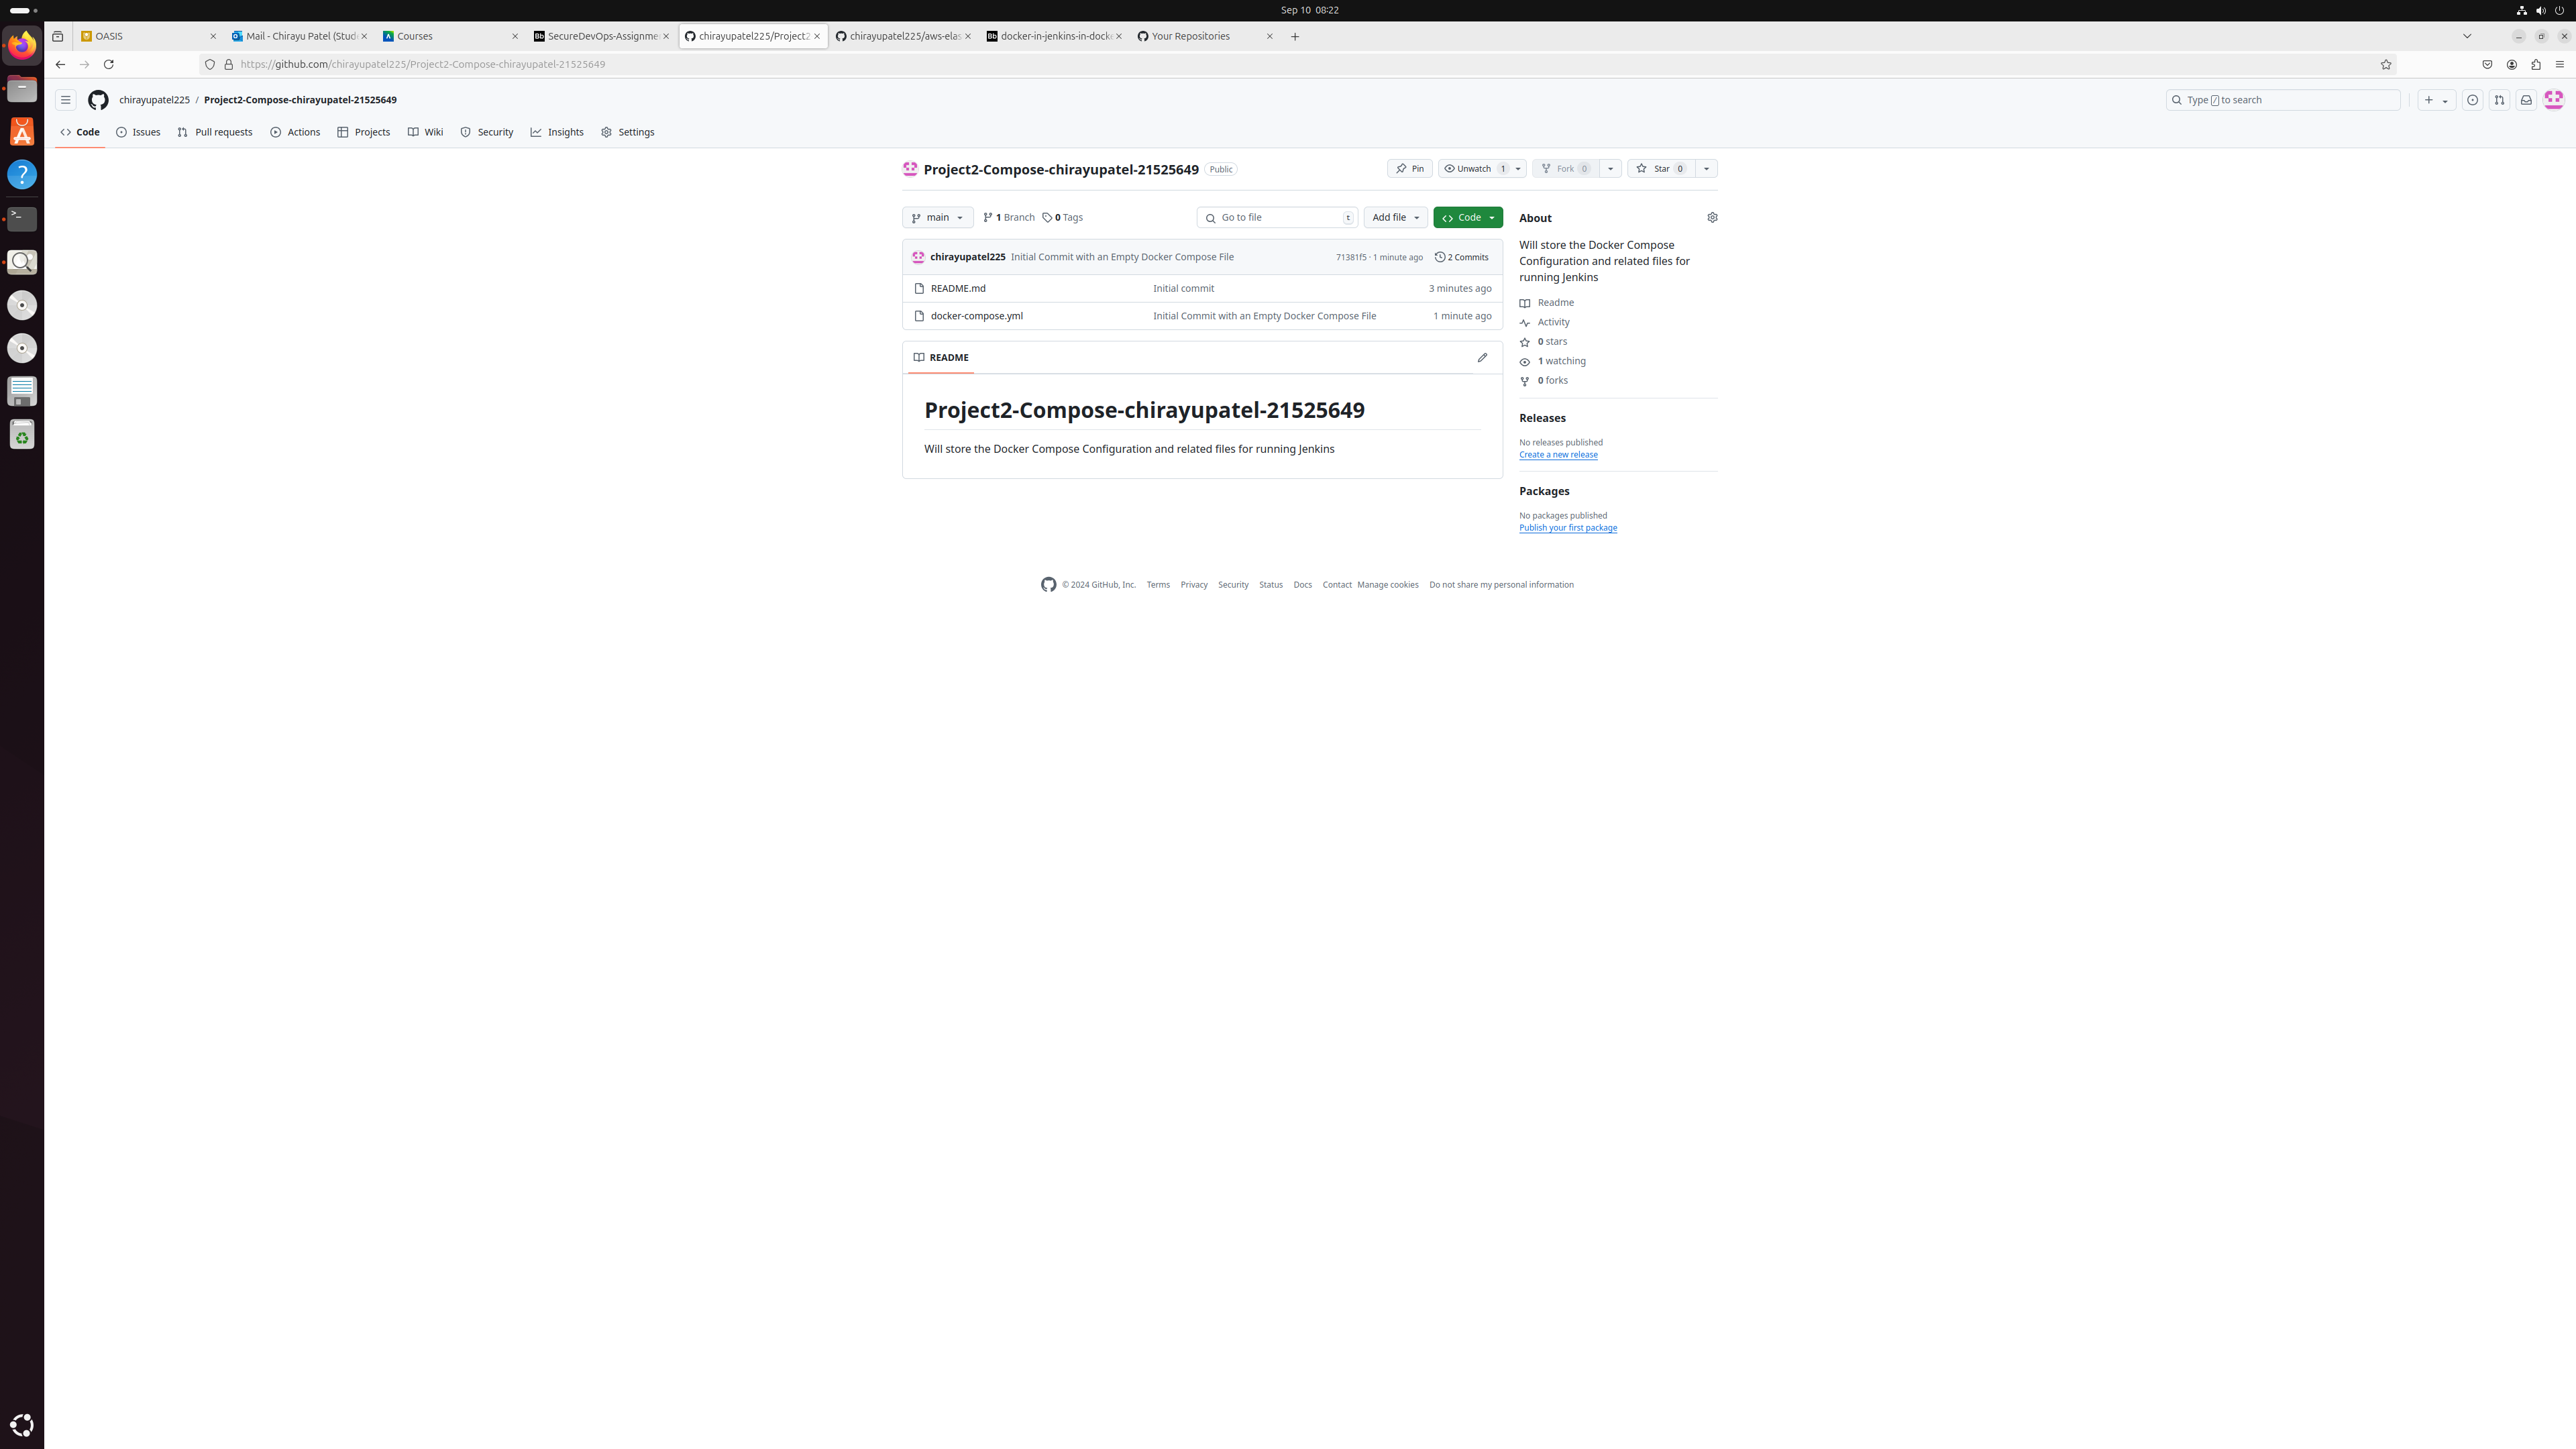 Sep 10 08:22
OASIS
Mail - Chirayu Patel (Stud
Courses
Bb SecureDevOps-Assignme
chirayupatel225/Project2
chirayupatel225/aws-elas
Bb docker-in-jenkins-in-docke
Your Repositories
https://github.com/chirayupatel225/Project2-Compose-chirayupatel-21525649
chirayupatel225 / Project2-Compose-chirayupatel-21525649
Type / to search
Code
Issues
Pull requests
Actions
Projects
Wiki
Security
Insights
Settings
Project2-Compose-chirayupatel-21525649 Public
Pin
Unwatch 1
Fork 0
Star 0
main
1 Branch
0 Tags
Go to file t
Add file
Code
chirayupatel225 Initial Commit with an Empty Docker Compose File 71381f5 · 1 minute ago 2 Commits
README.md Initial commit 3 minutes ago
docker-compose.yml Initial Commit with an Empty Docker Compose File 1 minute ago
README
Project2-Compose-chirayupatel-21525649
Will store the Docker Compose Configuration and related files for running Jenkins
About
Will store the Docker Compose
Configuration and related files for
running Jenkins
Readme
Activity
0 stars
1 watching
0 forks
Releases
No releases published
Create a new release
Packages
No packages published
Publish your first package
© 2024 GitHub, Inc. Terms Privacy Security Status Docs Contact Manage cookies Do not share my personal information